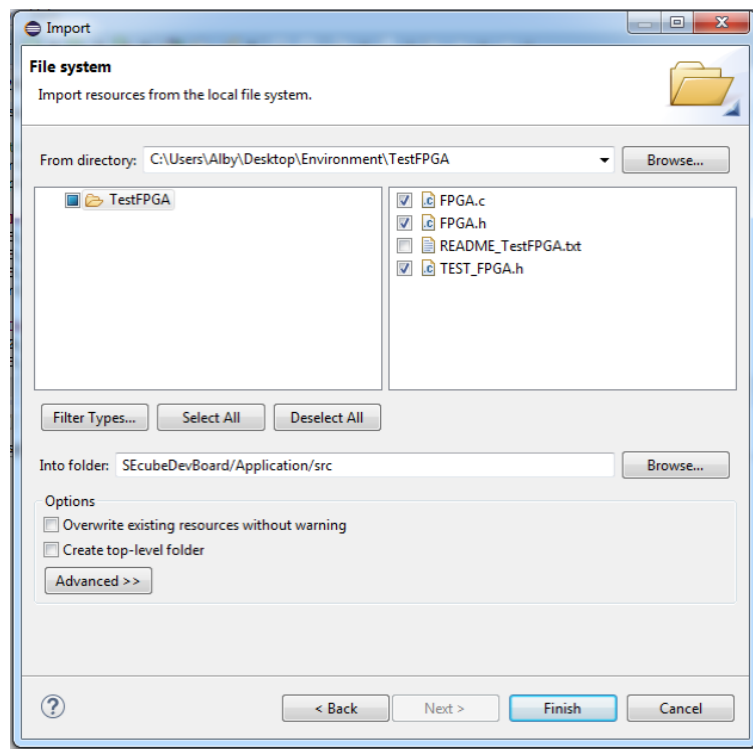 Import
File system
Import resources from the local file system.
From directory: C:\Users\Alby\Desktop\Environment\TestFPGA Browse...
TestFPGA
FPGA.c
FPGA.h
README_TestFPGA.txt
TEST_FPGA.h
Filter Types... Select All Deselect All
Into folder: SEcubeDevBoard/Application/src Browse...
Options
Overwrite existing resources without warning
Create top-level folder
Advanced >>
< Back Next > Finish Cancel